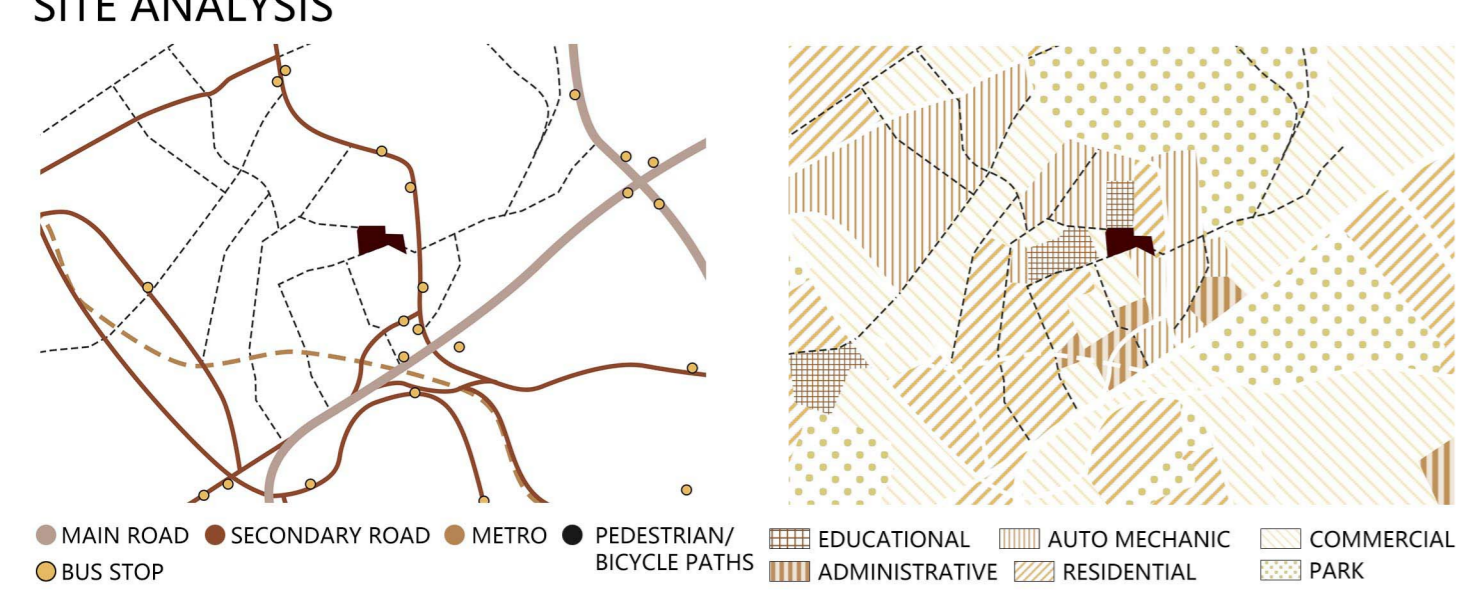 SITE ANALYSIS
MAIN ROAD
SECONDARY ROAD
METRO
PEDESTRIAN/
BICYCLE PATHS
BUS STOP
EDUCATIONAL
AUTO MECHANIC
COMMERCIAL
ADMINISTRATIVE
RESIDENTIAL
PARK